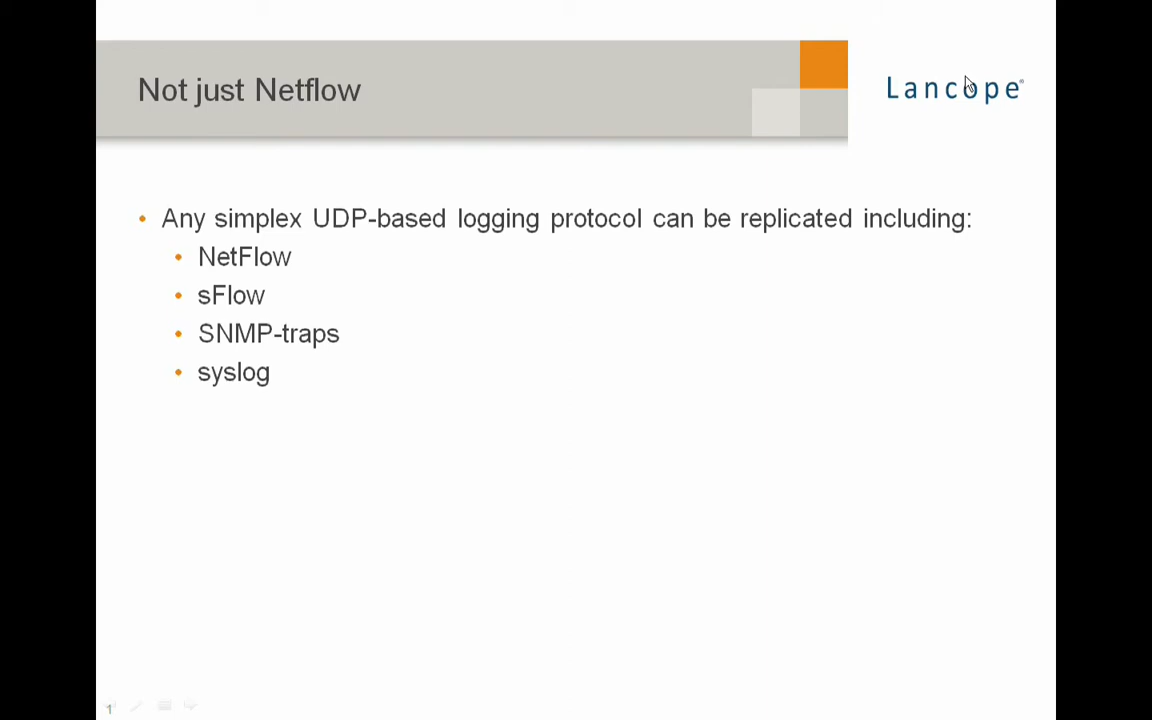 Not just Netflow
Lancope®
• Any simplex UDP-based logging protocol can be replicated including:
• NetFlow
• sFlow
• SNMP-traps
• syslog
1